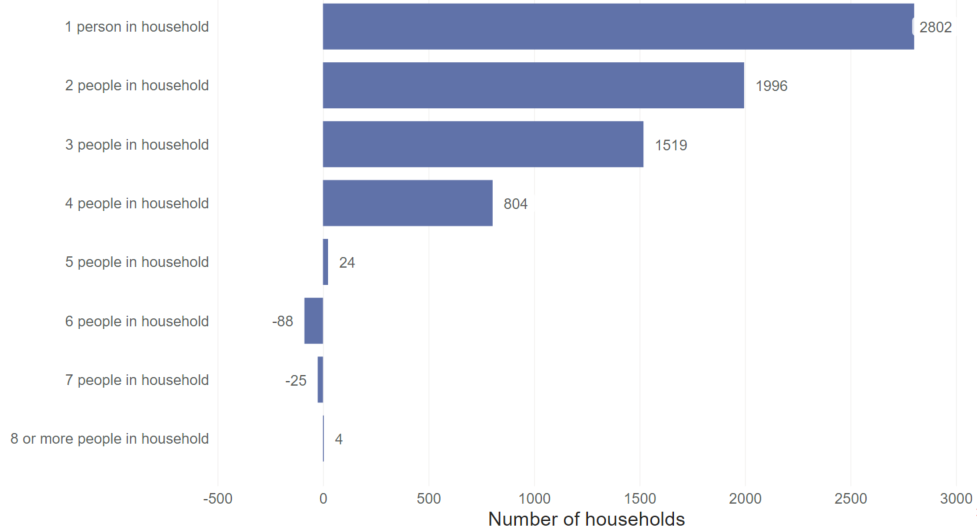 1 person in household 2802
2 people in household 1996
3 people in household 1519
4 people in household 804
5 people in household 24
6 people in household -88
7 people in household -25
8 or more people in household 4
-500 0 500 1000 1500 2000 2500 3000
Number of households